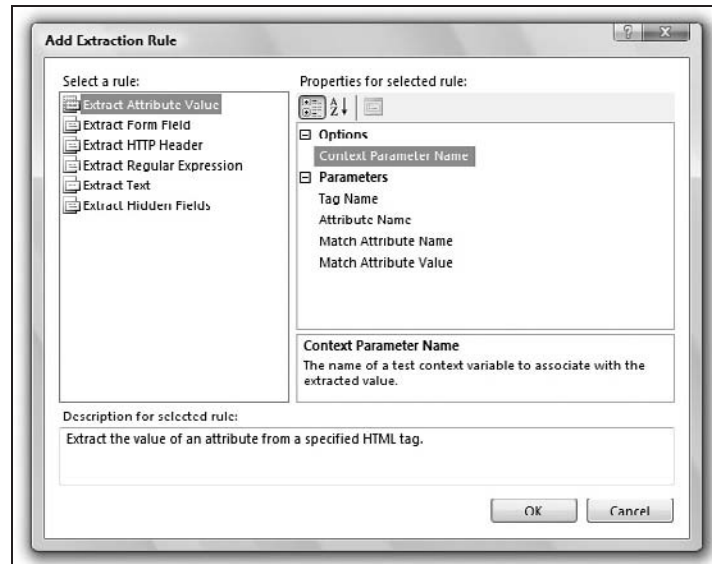 Add Extraction Rule
Select a rule:
Extract Attribute Value
Extract Form Field
Extract HTTP Header
Extract Regular Expression
Extract Text
Extract Hidden Fields
Properties for selected rule:
Options
Context Parameter Name
Parameters
Tag Name
Attribute Name
Match Attribute Name
Match Attribute Value
Context Parameter Name
The name of a test context variable to associate with the
extracted value.
Description for selected rule:
Extract the value of an attribute from a specified HTML tag.
OK
Cancel